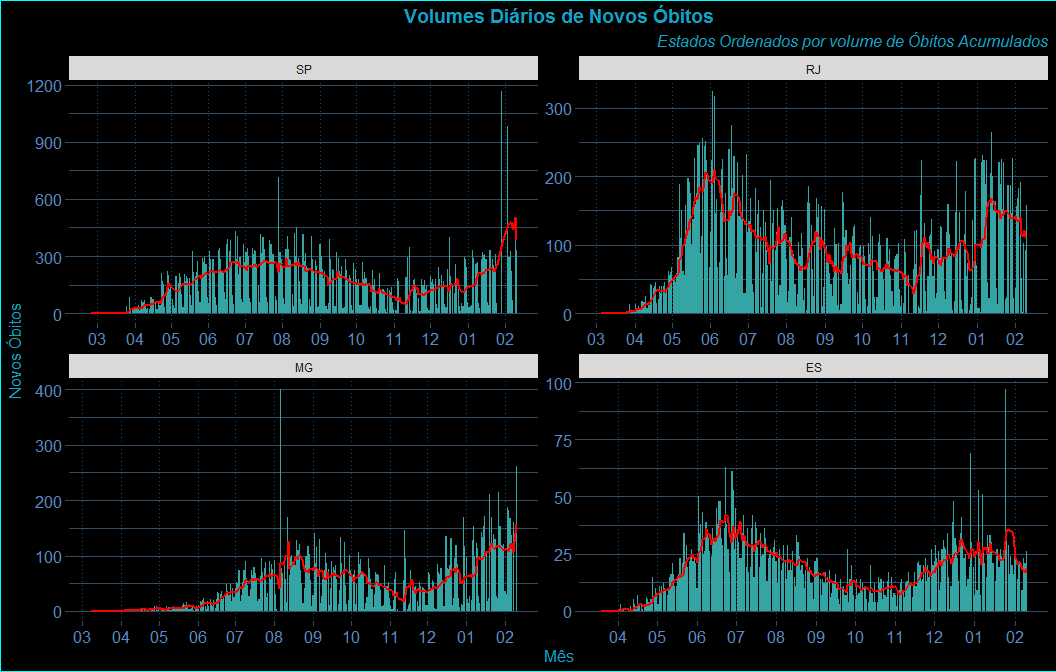 Volumes Diários de Novos Óbitos
Estados Ordenados por volume de Óbitos Acumulados
SP
1200
900
600
300
0
03 04 05 06 07 08 09 10 11 12 01 02
RJ
300
200
100
0
03 04 05 06 07 08 09 10 11 12 01 02
Novos Óbitos
MG
400
300
200
100
0
03 04 05 06 07 08 09 10 11 12 01 02
ES
100
75
50
25
0
04 05 06 07 08 09 10 11 12 01 02
Mês